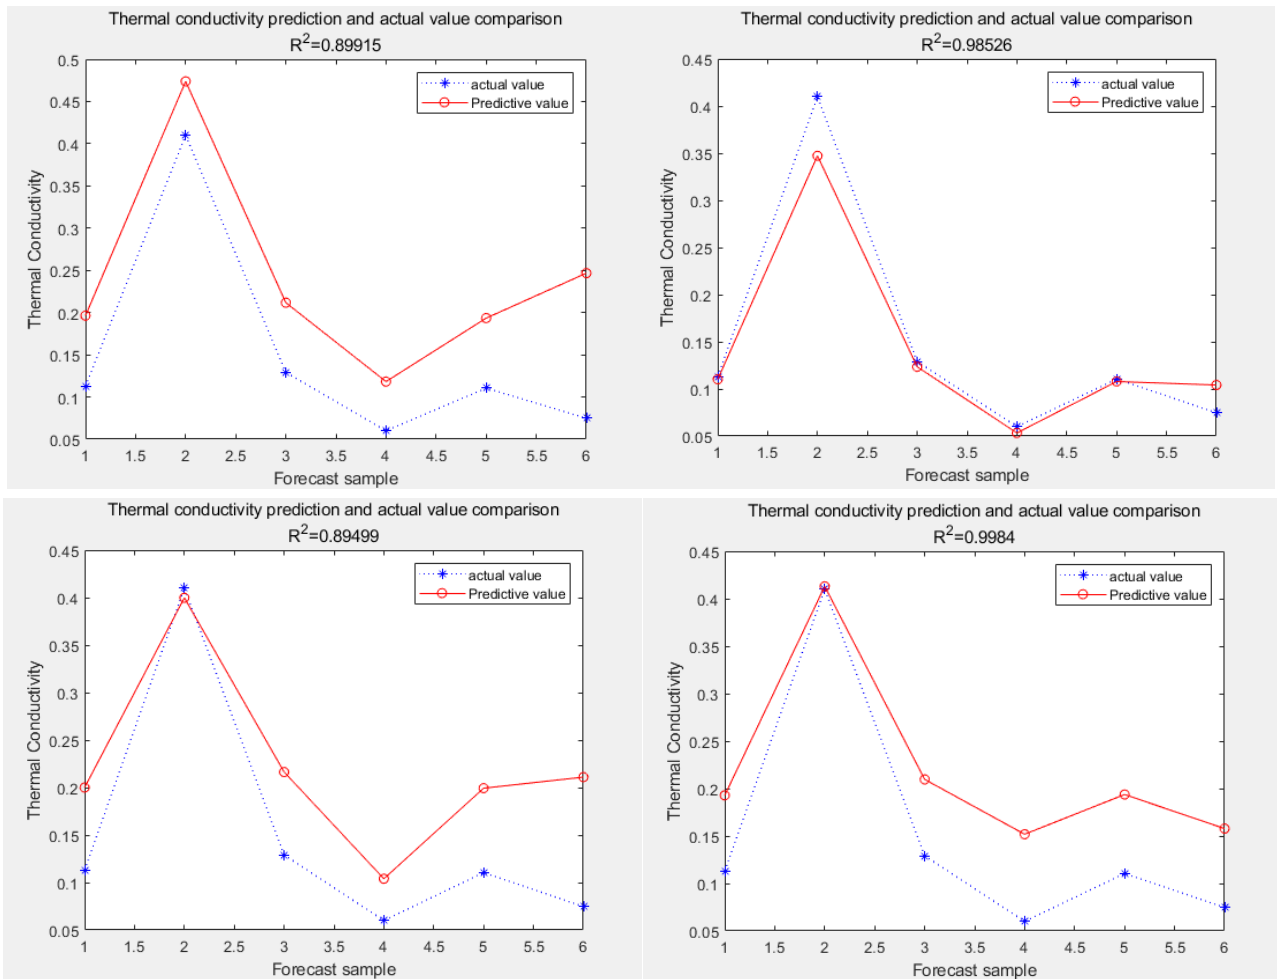 Thermal conductivity prediction and actual value comparison
R²=0.89915
actual value
Predictive value
0.5
0.45
0.4
0.35
0.3
0.25
0.2
0.15
0.1
0.05
Thermal Conductivity
1 1.5 2 2.5 3 3.5 4 4.5 5 5.5 6
Forecast sample
Thermal conductivity prediction and actual value comparison
R²=0.98526
actual value
Predictive value
0.45
0.4
0.35
0.3
0.25
0.2
0.15
0.1
0.05
Thermal Conductivity
1 1.5 2 2.5 3 3.5 4 4.5 5 5.5 6
Forecast sample
Thermal conductivity prediction and actual value comparison
R²=0.89499
actual value
Predictive value
0.45
0.4
0.35
0.3
0.25
0.2
0.15
0.1
0.05
Thermal Conductivity
1 1.5 2 2.5 3 3.5 4 4.5 5 5.5 6
Forecast sample
Thermal conductivity prediction and actual value comparison
R²=0.9984
actual value
Predictive value
0.45
0.4
0.35
0.3
0.25
0.2
0.15
0.1
0.05
Thermal Conductivity
1 1.5 2 2.5 3 3.5 4 4.5 5 5.5 6
Forecast sample